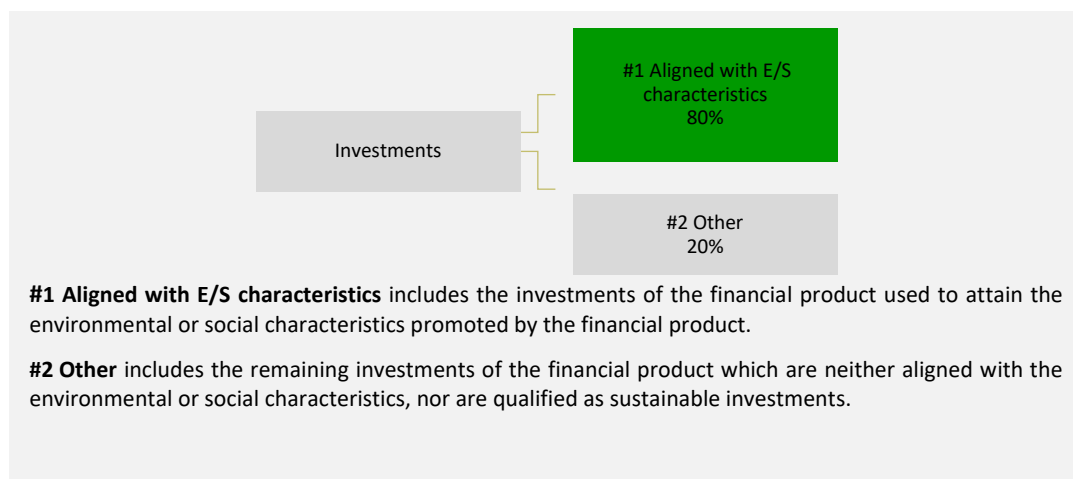 #1 Aligned with E/S
characteristics
80%
Investments
#2 Other
20%
#1 Aligned with E/S characteristics includes the investments of the financial product used to attain the
environmental or social characteristics promoted by the financial product.
#2 Other includes the remaining investments of the financial product which are neither aligned with the
environmental or social characteristics, nor are qualified as sustainable investments.